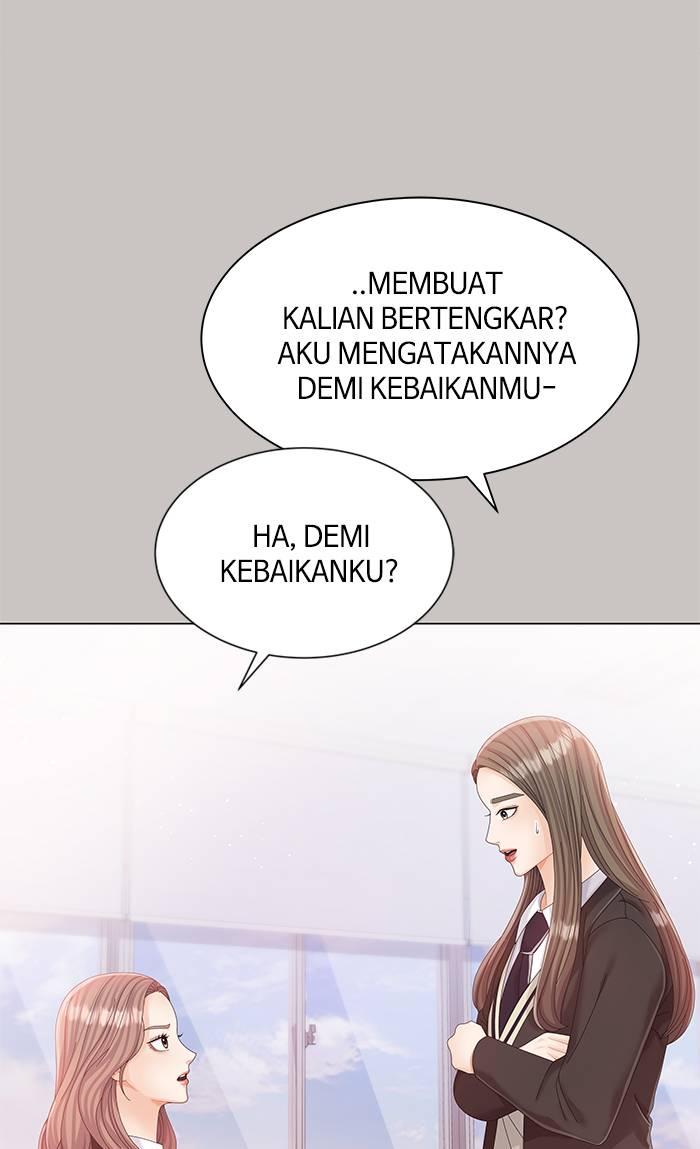 ..MEMBUAT
KALIAN BERTENGKAR?
AKU MENGATAKANNYA
DEMI KEBAIKANMU-
HA, DEMI
KEBAIKANKU?